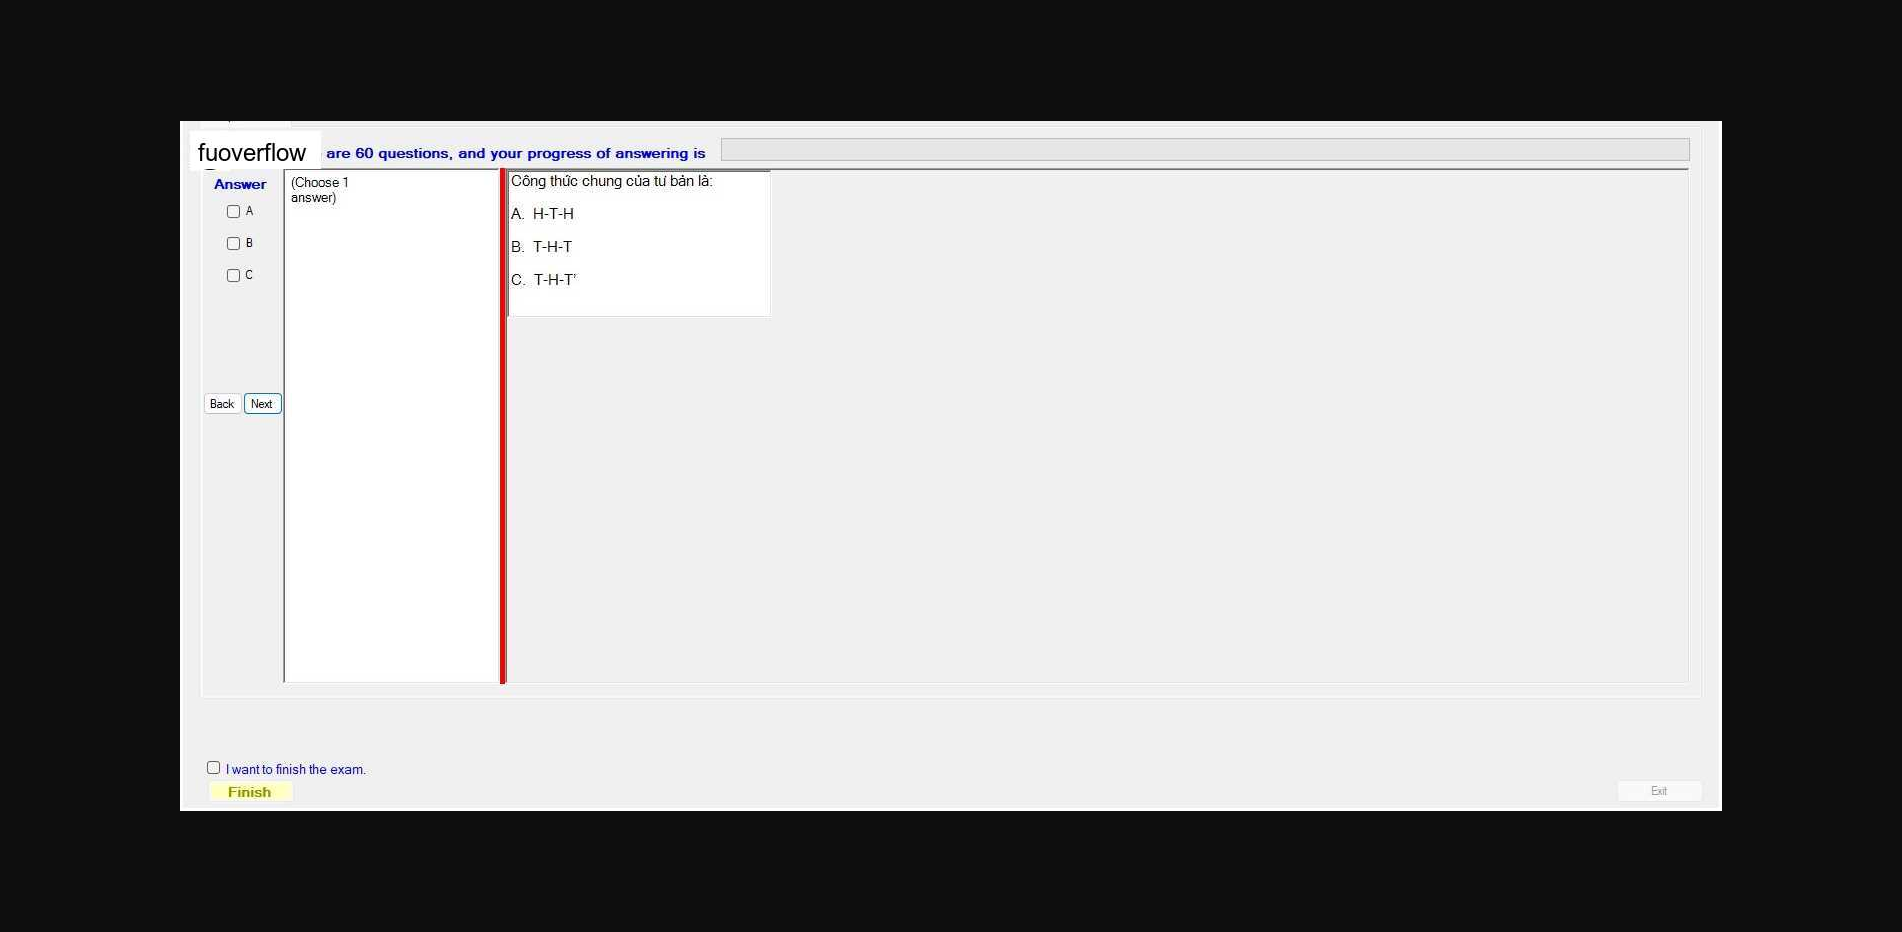 fuoverflow are 60 questions, and your progress of answering is
Answer
A
B
C
Back Next
(Choose 1
answer)
Công thức chung của tư bản là:
A. H-T-H
B. T-H-T
C. T-H-T’
I want to finish the exam.
Finish
Exit